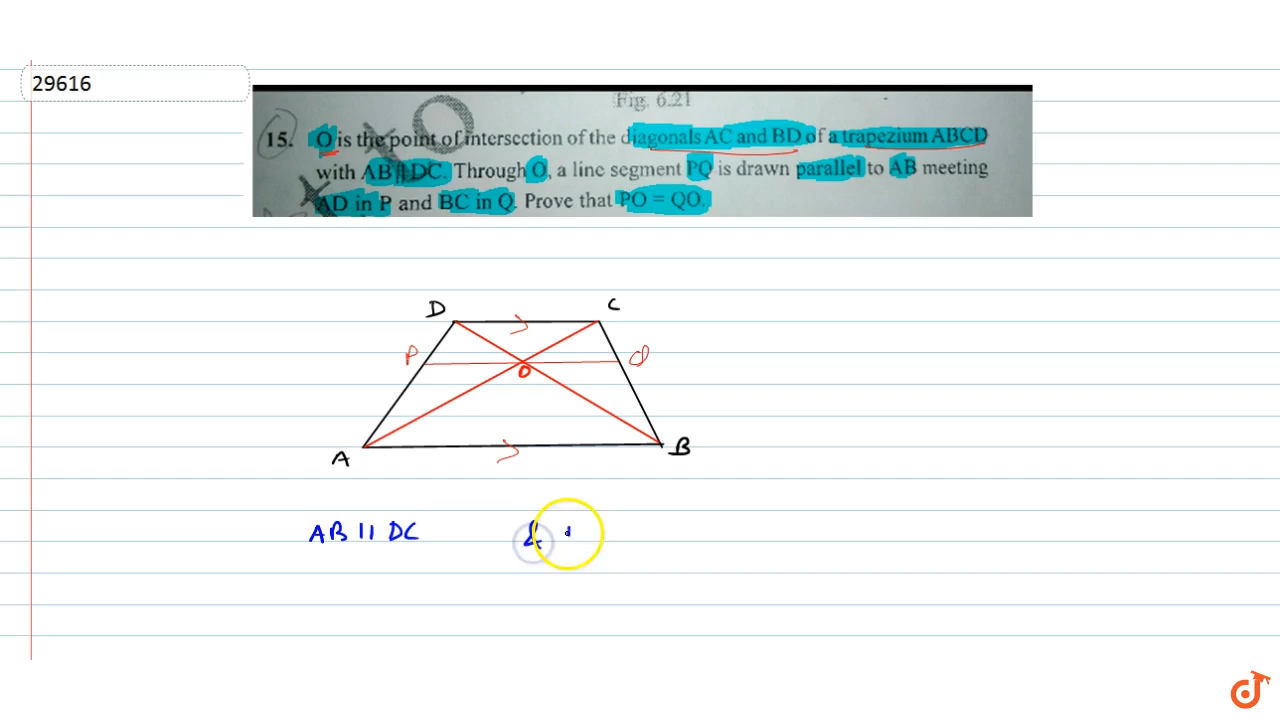 29616
Fig. 6.21
15. O is the point of intersection of the diagonals AC and BD of a trapezium ABCD
with AB || DC. Through O, a line segment PQ is drawn parallel to AB meeting
AD in P and BC in Q. Prove that PO = QO.
D C
P Q
O
A B
AB || DC &